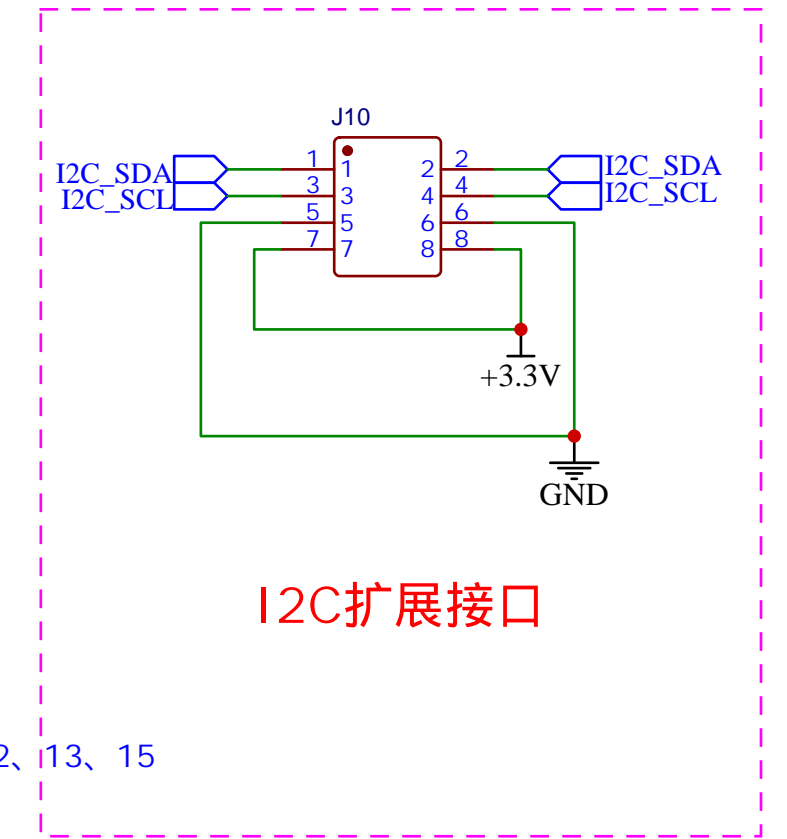 J10
I2C_SDA 1 1 2 2 I2C_SDA
I2C_SCL 3 3 4 4 I2C_SCL
5 5 6 6
7 7 8 8
+3.3V
GND
I2C扩展接口
2、13、15